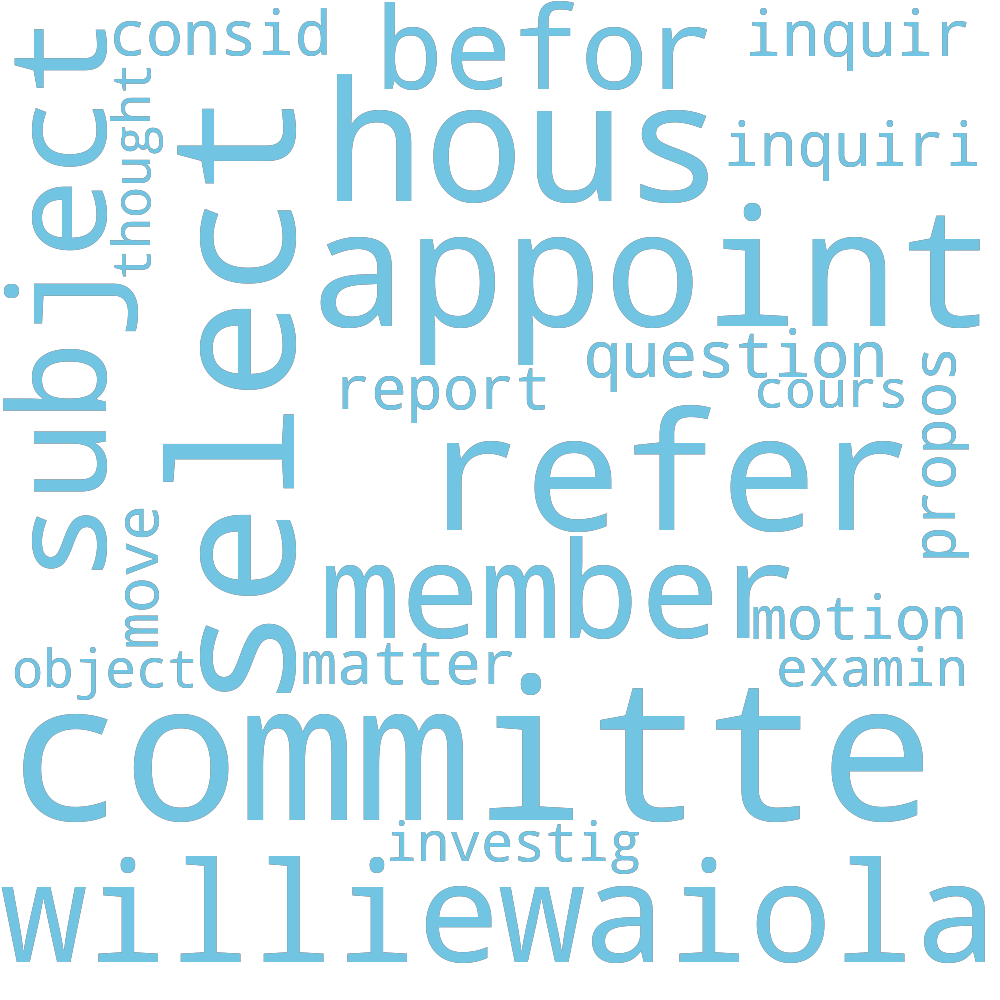 consid
befor
inquir
subject
thought
select
hous
inquiri
appoint
question
report
cours
propos
refer
move
member
motion
object
matter
examin
committe
investig
williewaiola